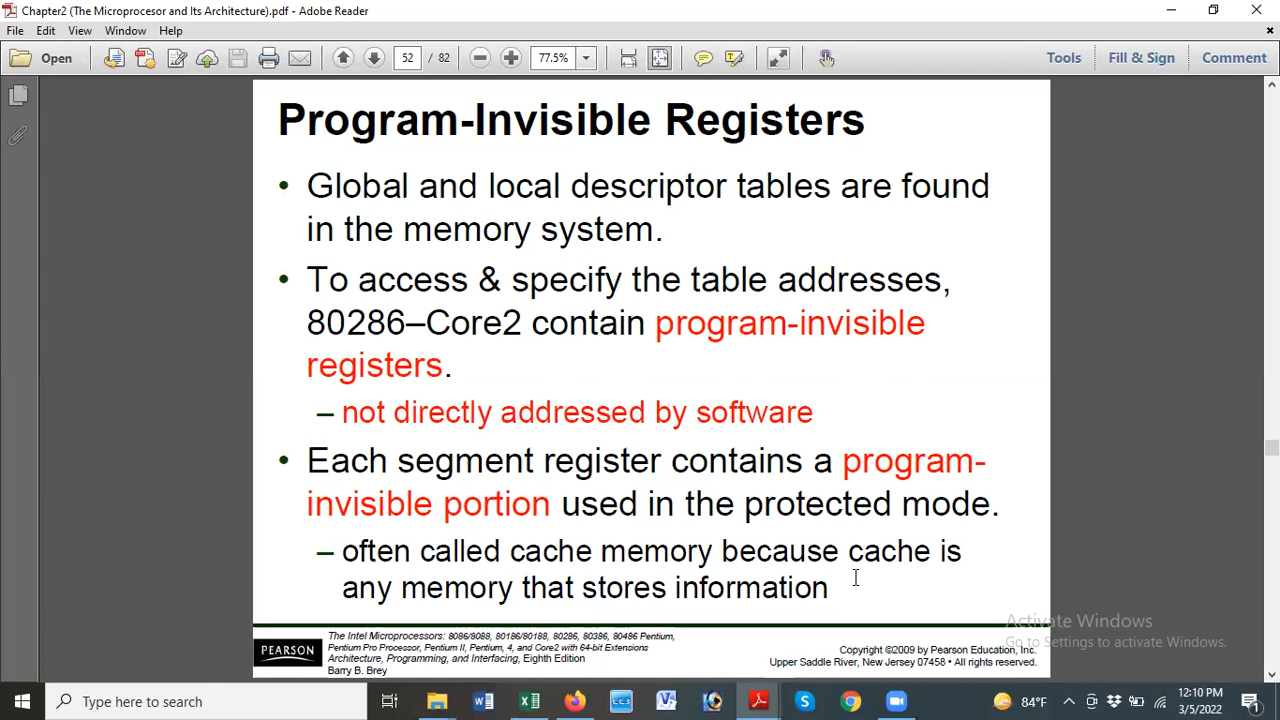 Chapter2 (The Microprocesor and Its Architecture).pdf - Adobe Reader
File Edit View Window Help
Open 52 / 82 77.5% Tools Fill & Sign Comment
Program-Invisible Registers
• Global and local descriptor tables are found
in the memory system.
• To access & specify the table addresses,
80286–Core2 contain program-invisible
registers.
– not directly addressed by software
• Each segment register contains a program-
invisible portion used in the protected mode.
– often called cache memory because cache is
any memory that stores information
Activate Windows
Go to Settings to activate Windows.
PEARSON
The Intel Microprocessors: 8086/8088, 80186/80188, 80286, 80386, 80486 Pentium,
Pentium Pro Processor, Pentium II, Pentium, 4, and Core2 with 64-bit Extensions
Architecture, Programming, and Interfacing, Eighth Edition
Barry B. Brey
Copyright ©2009 by Pearson Education, Inc.
Upper Saddle River, New Jersey 07458 • All rights reserved.
Type here to search
84°F
12:10 PM
3/5/2022